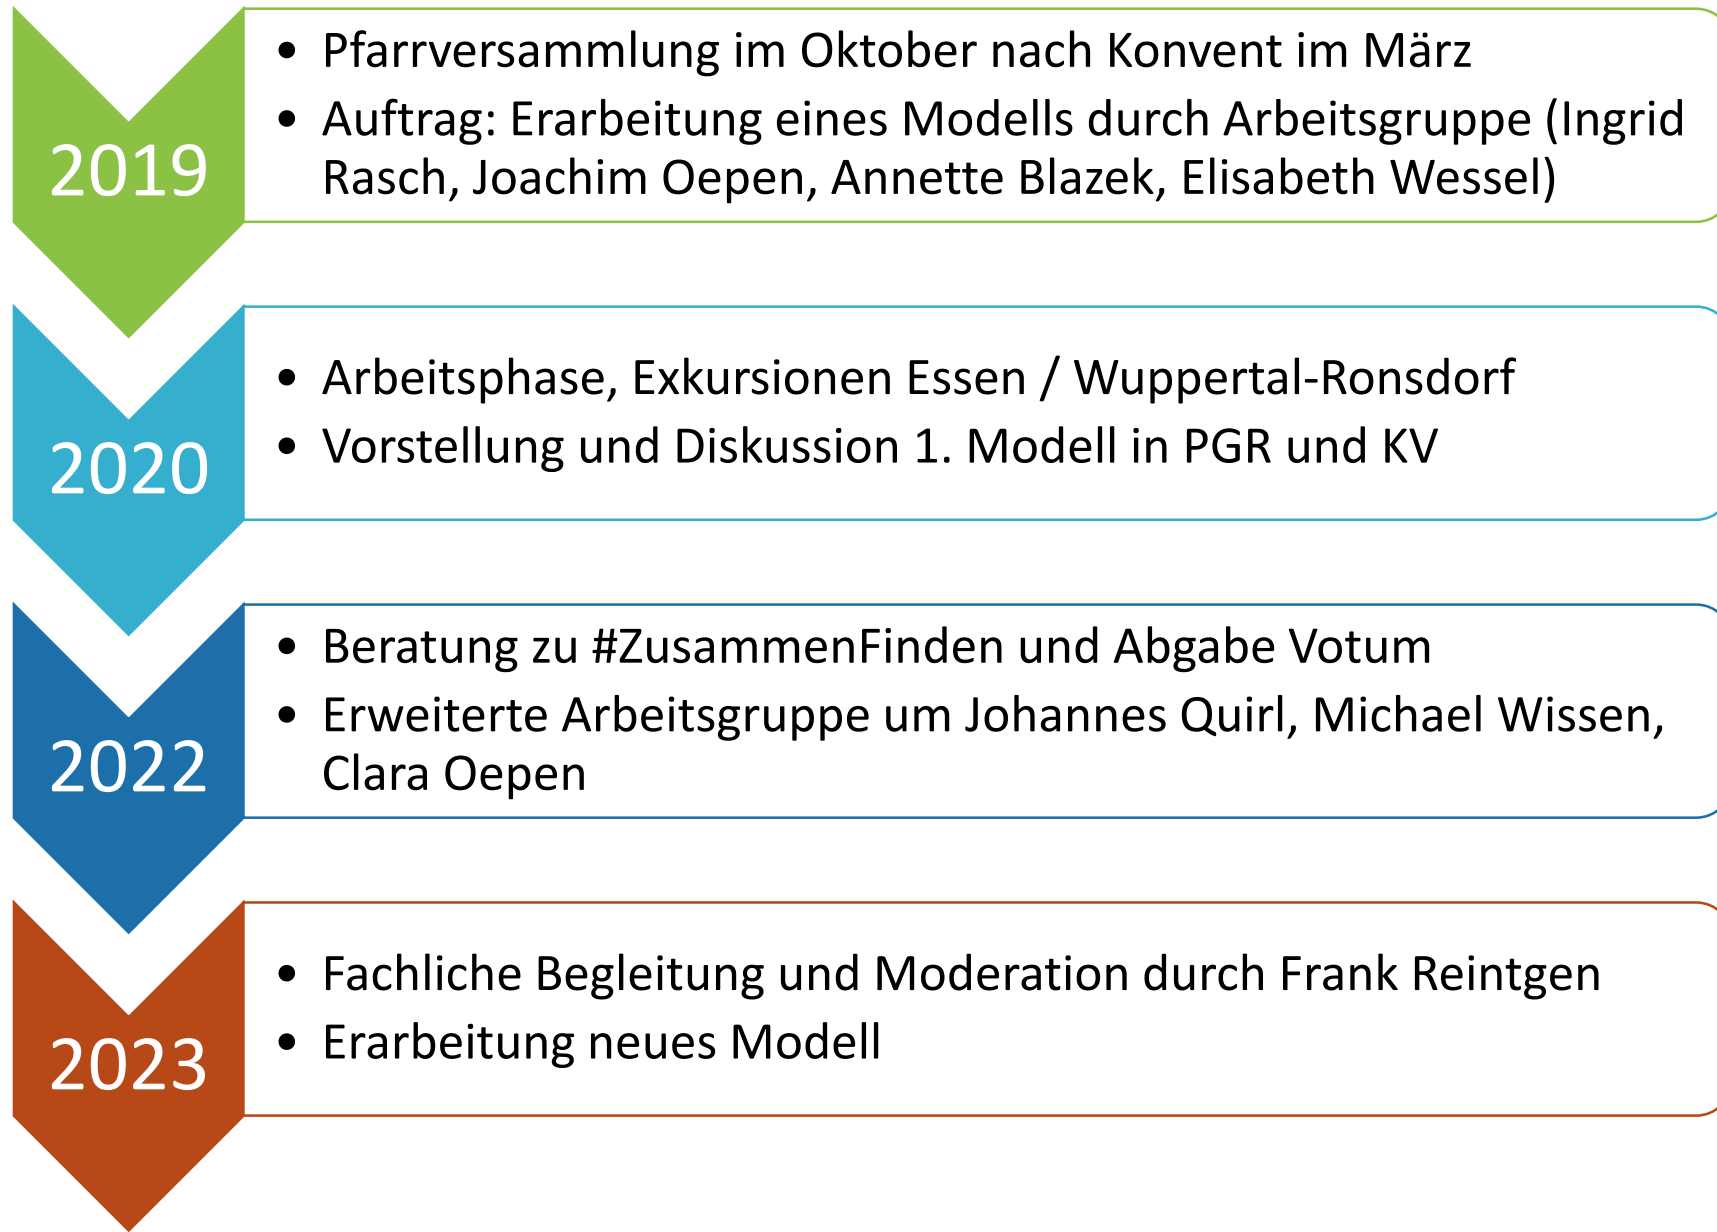 2019
• Pfarrversammlung im Oktober nach Konvent im März
• Auftrag: Erarbeitung eines Modells durch Arbeitsgruppe (Ingrid
Rasch, Joachim Oepen, Annette Blazek, Elisabeth Wessel)
2020
• Arbeitsphase, Exkursionen Essen / Wuppertal-Ronsdorf
• Vorstellung und Diskussion 1. Modell in PGR und KV
2022
• Beratung zu #ZusammenFinden und Abgabe Votum
• Erweiterte Arbeitsgruppe um Johannes Quirl, Michael Wissen,
Clara Oepen
2023
• Fachliche Begleitung und Moderation durch Frank Reintgen
• Erarbeitung neues Modell